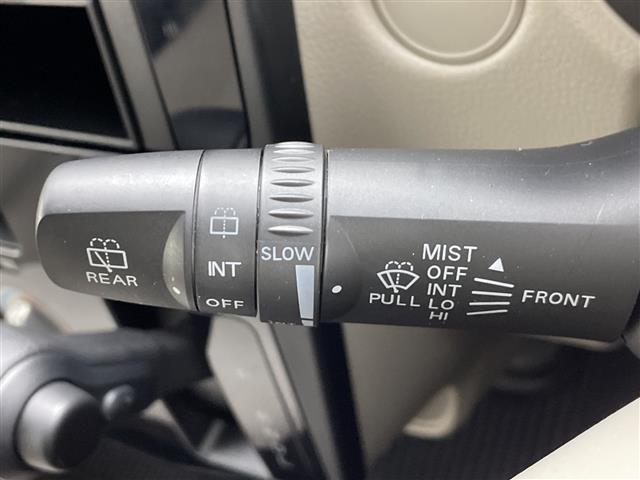 REAR
INT
OFF
SLOW
PULL
MIST
OFF
INT
LO
HI
FRONT